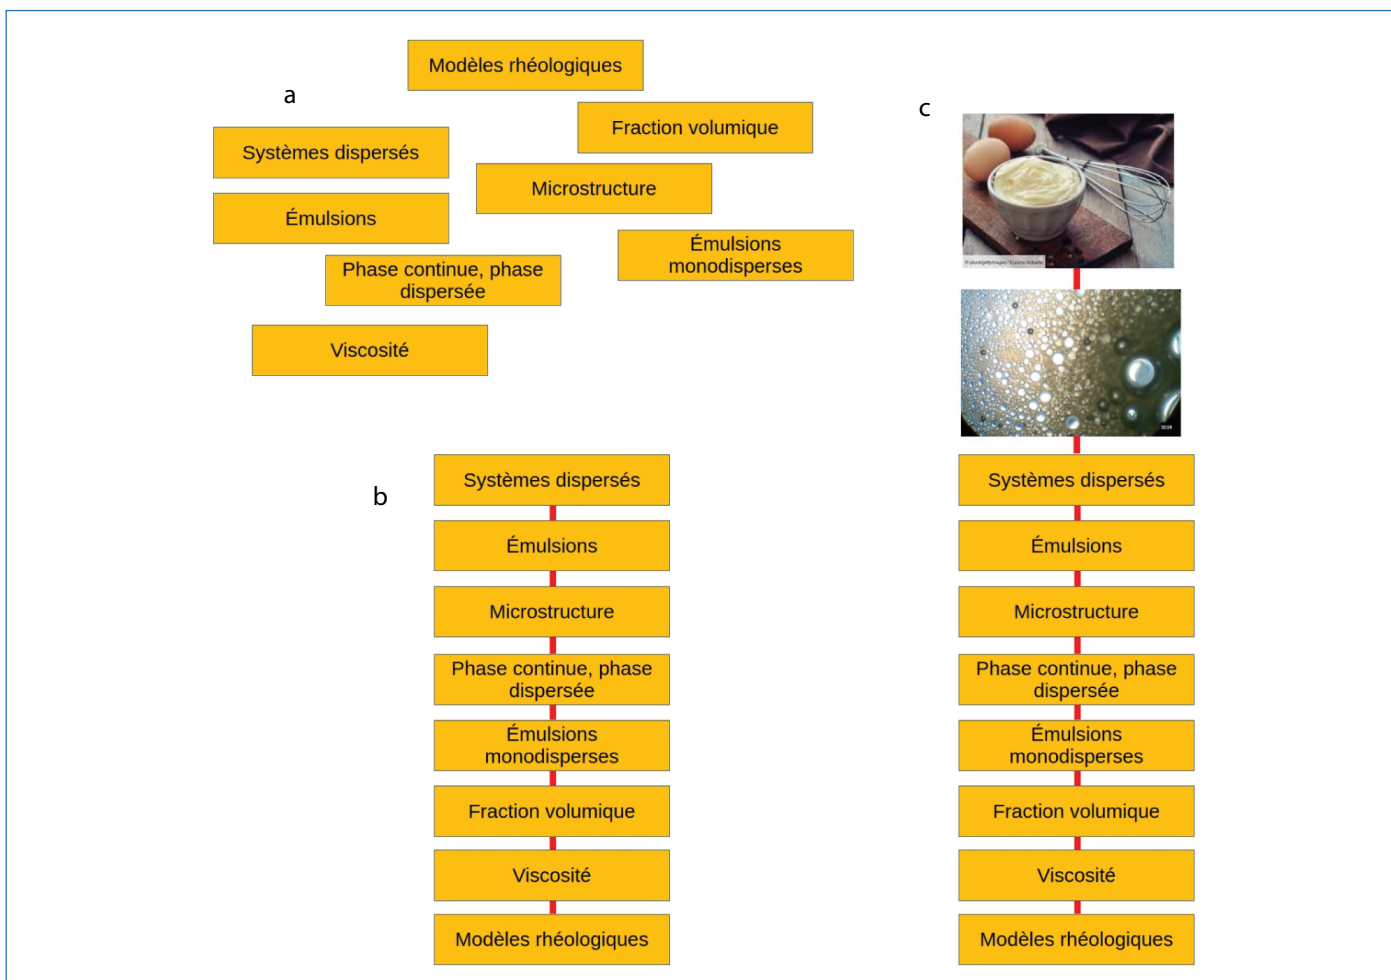 a
Modèles rhéologiques
Fraction volumique
Systèmes dispersés
Microstructure
Émulsions
Émulsions
monodisperses
Phase continue, phase
dispersée
Viscosité
b
Systèmes dispersés
Émulsions
Microstructure
Phase continue, phase
dispersée
Émulsions
monodisperses
Fraction volumique
Viscosité
Modèles rhéologiques
c
Systèmes dispersés
Émulsions
Microstructure
Phase continue, phase
dispersée
Émulsions
monodisperses
Fraction volumique
Viscosité
Modèles rhéologiques